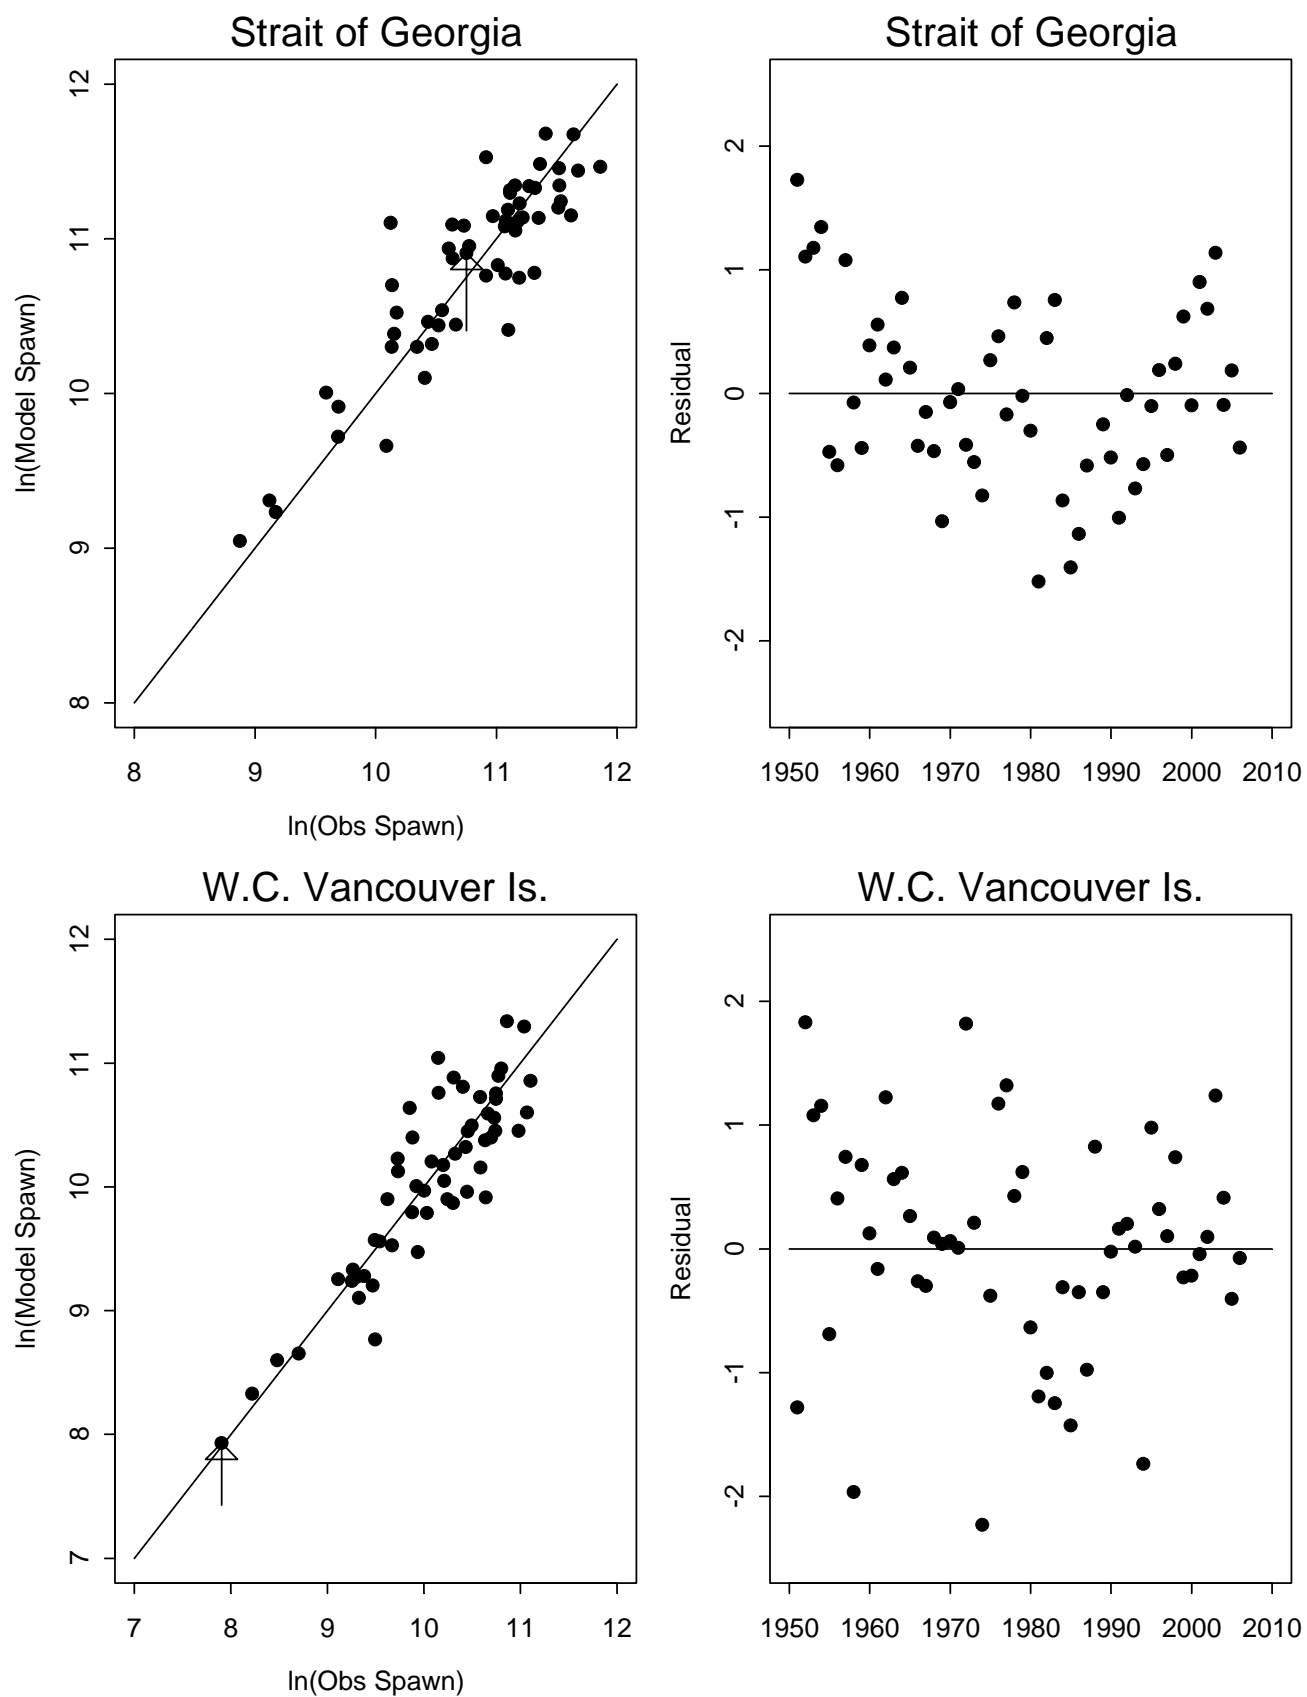 Strait of Georgia
12
11
10
9
8
ln(Model Spawn)
8 9 10 11 12
ln(Obs Spawn)
Strait of Georgia
2
1
0
-1
-2
Residual
1950 1960 1970 1980 1990 2000 2010
W.C. Vancouver Is.
12
11
10
9
8
7
ln(Model Spawn)
7 8 9 10 11 12
ln(Obs Spawn)
W.C. Vancouver Is.
2
1
0
-1
-2
Residual
1950 1960 1970 1980 1990 2000 2010